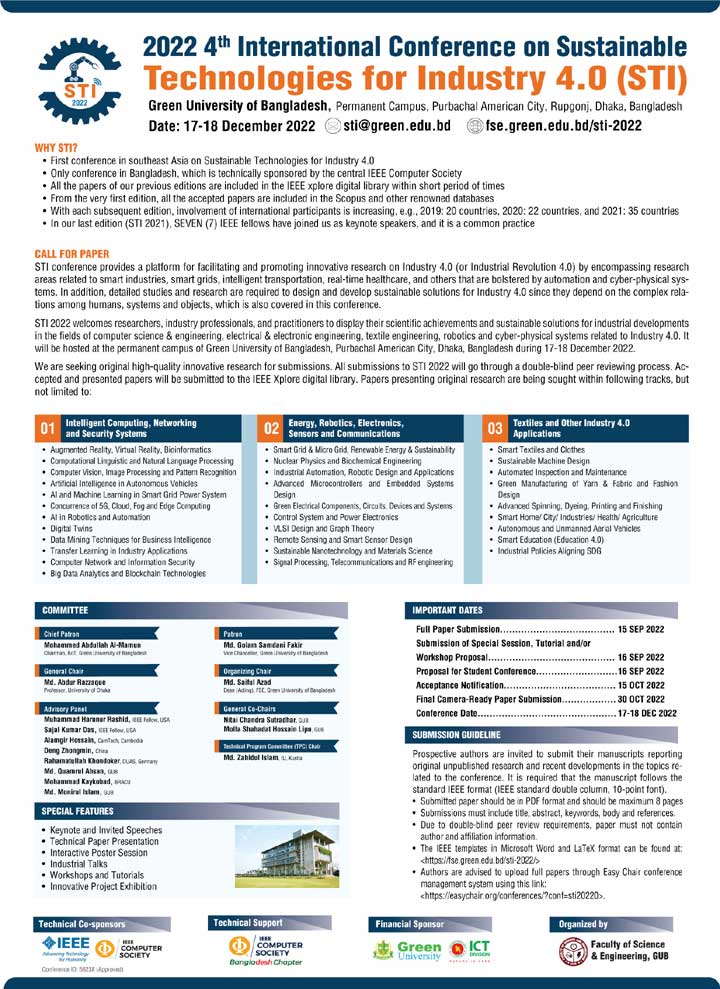 STI
2022
2022 4th International Conference on Sustainable
Technologies for Industry 4.0 (STI)
Green University of Bangladesh, Permanent Campus, Purbachal American City, Rupgonj, Dhaka, Bangladesh
Date: 17-18 December 2022 sti@green.edu.bd fse.green.edu.bd/sti-2022
WHY STI?
• First conference in southeast Asia on Sustainable Technologies for Industry 4.0
• Only conference in Bangladesh, which is technically sponsored by the central IEEE Computer Society
• All the papers of our previous editions are included in the IEEE xplore digital library within short period of times
• From the very first edition, all the accepted papers are included in the Scopus and other renowned databases
• With each subsequent edition, involvement of international participants is increasing, e.g., 2019: 20 countries, 2020: 22 countries, and 2021: 35 countries
• In our last edition (STI 2021), SEVEN (7) IEEE fellows have joined us as keynote speakers, and it is a common practice
CALL FOR PAPER
STI conference provides a platform for facilitating and promoting innovative research on Industry 4.0 (or Industrial Revolution 4.0) by encompassing research
areas related to smart industries, smart grids, intelligent transportation, real-time healthcare, and others that are bolstered by automation and cyber-physical sys-
tems. In addition, detailed studies and research are required to design and develop sustainable solutions for Industry 4.0 since they depend on the complex rela-
tions among humans, systems and objects, which is also covered in this conference.
STI 2022 welcomes researchers, industry professionals, and practitioners to display their scientific achievements and sustainable solutions for industrial developments
in the fields of computer science & engineering, electrical & electronic engineering, textile engineering, robotics and cyber-physical systems related to Industry 4.0. It
will be hosted at the permanent campus of Green University of Bangladesh, Purbachal American City, Dhaka, Bangladesh during 17-18 December 2022.
We are seeking original high-quality innovative research for submissions. All submissions to STI 2022 will go through a double-blind peer reviewing process. Ac-
cepted and presented papers will be submitted to the IEEE Xplore digital library. Papers presenting original research are being sought within following tracks, but
not limited to:
01 Intelligent Computing, Networking
and Security Systems
• Augmented Reality, Virtual Reality, Bioinformatics
• Computational Linguistic and Natural Language Processing
• Computer Vision, Image Processing and Pattern Recognition
• Artificial Intelligence in Autonomous Vehicles
• AI and Machine Learning in Smart Grid Power System
• Concurrence of 5G, Cloud, Fog and Edge Computing
• AI in Robotics and Automation
• Digital Twins
• Data Mining Techniques for Business Intelligence
• Transfer Learning in Industry Applications
• Computer Network and Information Security
• Big Data Analytics and Blockchain Technologies
02 Energy, Robotics, Electronics,
Sensors and Communications
• Smart Grid & Micro Grid, Renewable Energy & Sustainability
• Nuclear Physics and Biochemical Engineering
• Industrial Automation, Robotic Design and Applications
• Advanced Microcontrollers and Embedded Systems
Design
• Green Electrical Components, Circuits, Devices and Systems
• Control System and Power Electronics
• VLSI Design and Graph Theory
• Remote Sensing and Smart Sensor Design
• Sustainable Nanotechnology and Materials Science
• Signal Processing, Telecommunications and RF engineering
03 Textiles and Other Industry 4.0
Applications
• Smart Textiles and Clothes
• Sustainable Machine Design
• Automated Inspection and Maintenance
• Green Manufacturing of Yarn & Fabric and Fashion
Design
• Advanced Spinning, Dyeing, Printing and Finishing
• Smart Home/ City/ Industries/ Health/ Agriculture
• Autonomous and Unmanned Aerial Vehicles
• Smart Education (Education 4.0)
• Industrial Policies Aligning SDG
COMMITTEE
Chief Patron
Mohammed Abdullah Al-Mamun
Chairman, BoT, Green University of Bangladesh
Patron
Md. Golam Samdani Fakir
Vice Chancellor, Green University of Bangladesh
General Chair
Md. Abdur Razzaque
Professor, University of Dhaka
Organizing Chair
Md. Saiful Azad
Dean (Acting), FSE, Green University of Bangladesh
Advisory Panel
Muhammad Harunur Rashid, IEEE Fellow, USA
Sajal Kumar Das, IEEE Fellow, USA
Alamgir Hossain, CamTech, Cambodia
Deng Zhongmin, China
Rahamatullah Khondoker, DUAS, Germany
Md. Quamrul Ahsan, GUB
Mohammad Kaykobad, BRACU
Md. Monirul Islam, GUB
General Co-Chairs
Nitai Chandra Sutradhar, GUB
Molla Shahadat Hossain Lipu, GUB
Technical Program Committee (TPC) Chair
Md. Zahidul Islam, IU, Kustia
SPECIAL FEATURES
• Keynote and Invited Speeches
• Technical Paper Presentation
• Interactive Poster Session
• Industrial Talks
• Workshops and Tutorials
• Innovative Project Exhibition
IMPORTANT DATES
Full Paper Submission.................................... 15 SEP 2022
Submission of Special Session, Tutorial and/or
Workshop Proposal........................................ 16 SEP 2022
Proposal for Student Conference.........................16 SEP 2022
Acceptance Notification................................... 15 OCT 2022
Final Camera-Ready Paper Submission................. 30 OCT 2022
Conference Date............................................17-18 DEC 2022
SUBMISSION GUIDELINE
Prospective authors are invited to submit their manuscripts reporting
original unpublished research and recent developments in the topics re-
lated to the conference. It is required that the manuscript follows the
standard IEEE format (IEEE standard double column, 10-point font).
• Submitted paper should be in PDF format and should be maximum 8 pages
• Submissions must include title, abstract, keywords, body and references.
• Due to double-blind peer review requirements, paper must not contain
author and affiliation information.
• The IEEE templates in Microsoft Word and LaTeX format can be found at:
<https://fse.green.edu.bd/sti-2022/>
• Authors are advised to upload full papers through Easy Chair conference
management system using this link:
<https://easychair.org/conferences/?conf=sti20220>.
Technical Co-sponsors
IEEE
Advancing Technology
for Humanity
IEEE
COMPUTER
SOCIETY
Conference ID: 56238 (Approved)
Technical Support
IEEE
COMPUTER
SOCIETY
Bangladesh Chapter
Financial Sponsor
Green
University
ICT
DIVISION
Organized by
Faculty of Science
& Engineering, GUB